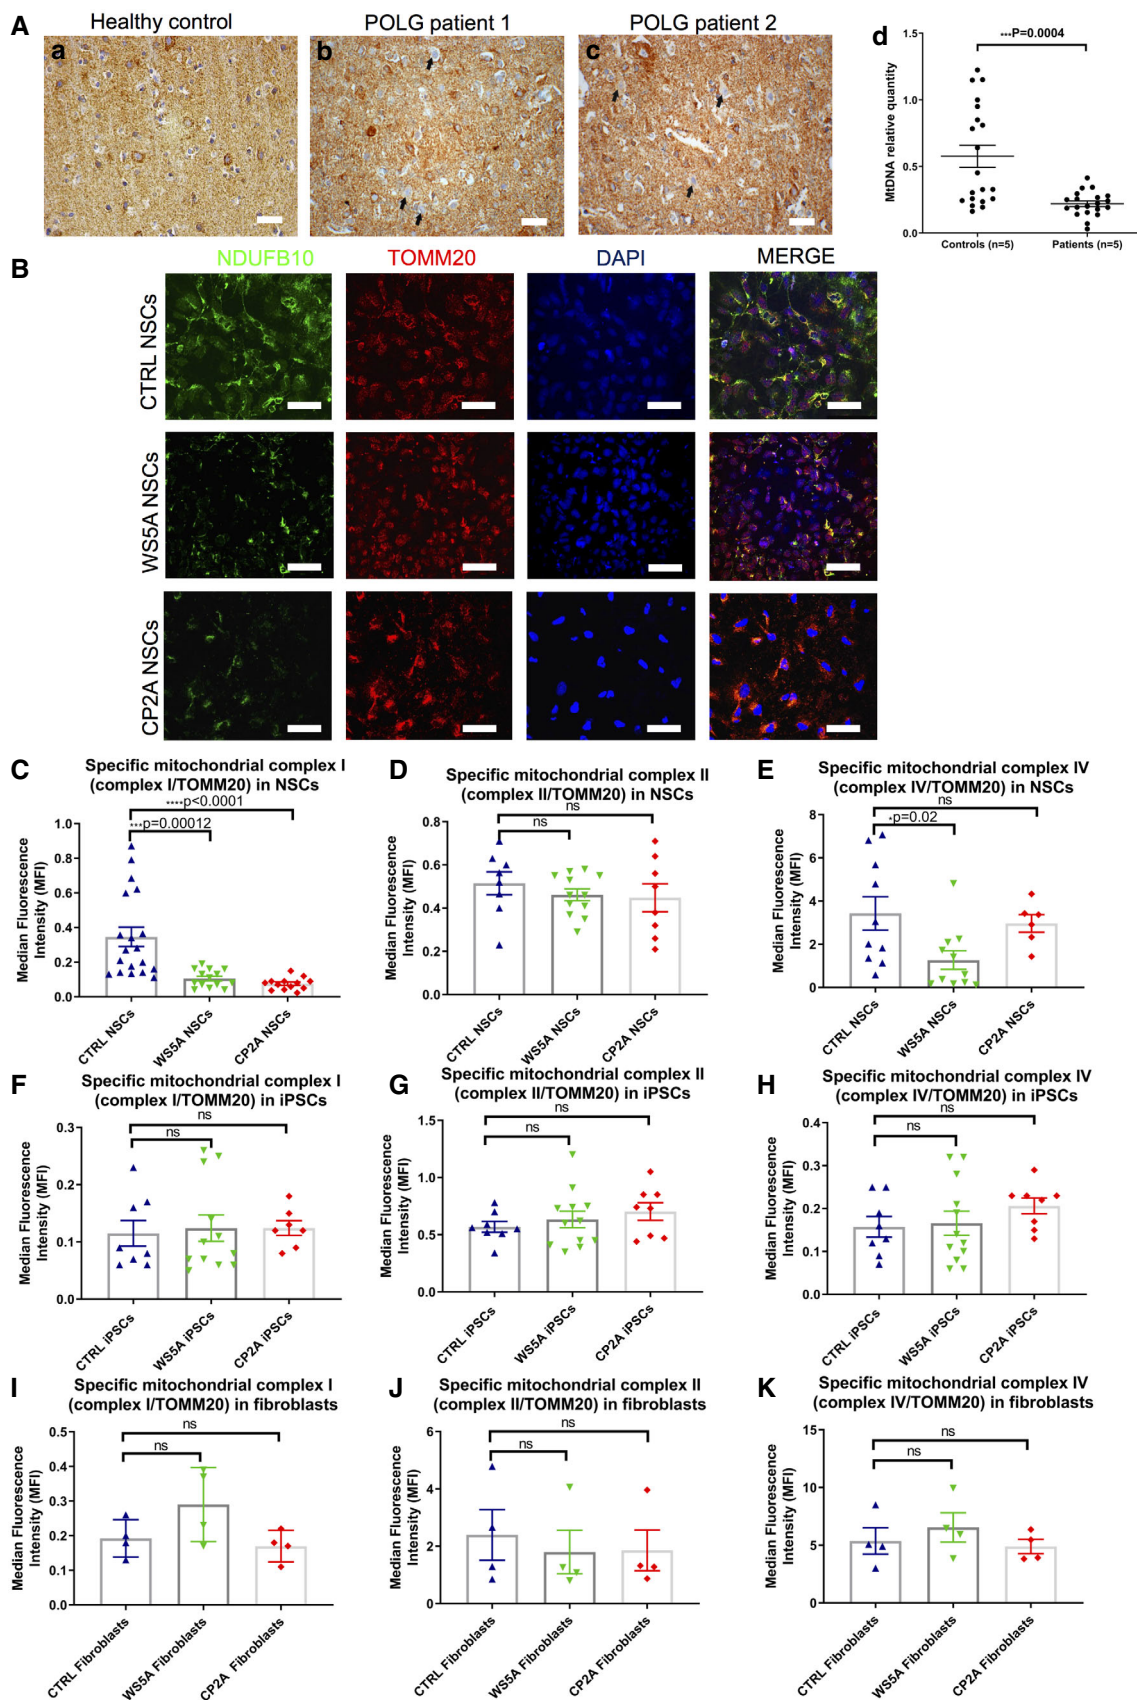 A
Healthy control
POLG patient 1
POLG patient 2
a
b
c
d
***P=0.0004
MtDNA relative quantity
1.5
1.0
0.5
0.0
Controls (n=5)
Patients (n=5)
B
NDUFB10
TOMM20
DAPI
MERGE
CTRL NSCs
WS5A NSCs
CP2A NSCs
C
Specific mitochondrial complex I
(complex I/TOMM20) in NSCs
****p<0.0001
***p=0.00012
Median Fluorescence
Intensity (MFI)
1.0
0.8
0.6
0.4
0.2
0.0
CTRL NSCs
WS5A NSCs
CP2A NSCs
D
Specific mitochondrial complex II
(complex II/TOMM20) in NSCs
ns
ns
Median Fluorescence
Intensity (MFI)
0.8
0.6
0.4
0.2
0.0
CTRL NSCs
WS5A NSCs
CP2A NSCs
E
Specific mitochondrial complex IV
(complex IV/TOMM20) in NSCs
ns
*p=0.02
Median Fluorescence
Intensity (MFI)
8
6
4
2
0
CTRL NSCs
WS5A NSCs
CP2A NSCs
F
Specific mitochondrial complex I
(complex I/TOMM20) in iPSCs
ns
ns
Median Fluorescence
Intensity (MFI)
0.3
0.2
0.1
0.0
CTRL iPSCs
WS5A iPSCs
CP2A iPSCs
G
Specific mitochondrial complex II
(complex II/TOMM20) in iPSCs
ns
ns
Median Fluorescence
Intensity (MFI)
1.5
1.0
0.5
0.0
CTRL iPSCs
WS5A iPSCs
CP2A iPSCs
H
Specific mitochondrial complex IV
(complex IV/TOMM20) in iPSCs
ns
ns
Median Fluorescence
Intensity (MFI)
0.4
0.3
0.2
0.1
0.0
CTRL iPSCs
WS5A iPSCs
CP2A iPSCs
I
Specific mitochondrial complex I
(complex I/TOMM20) in fibroblasts
ns
ns
Median Fluorescence
Intensity (MFI)
0.5
0.4
0.3
0.2
0.1
0.0
CTRL Fibroblasts
WS5A Fibroblasts
CP2A Fibroblasts
J
Specific mitochondrial complex II
(complex II/TOMM20) in fibroblasts
ns
ns
Median Fluorescence
Intensity (MFI)
6
4
2
0
CTRL Fibroblasts
WS5A Fibroblasts
CP2A Fibroblasts
K
Specific mitochondrial complex IV
(complex IV/TOMM20) in fibroblasts
ns
ns
Median Fluorescence
Intensity (MFI)
15
10
5
0
CTRL Fibroblasts
WS5A Fibroblasts
CP2A Fibroblasts